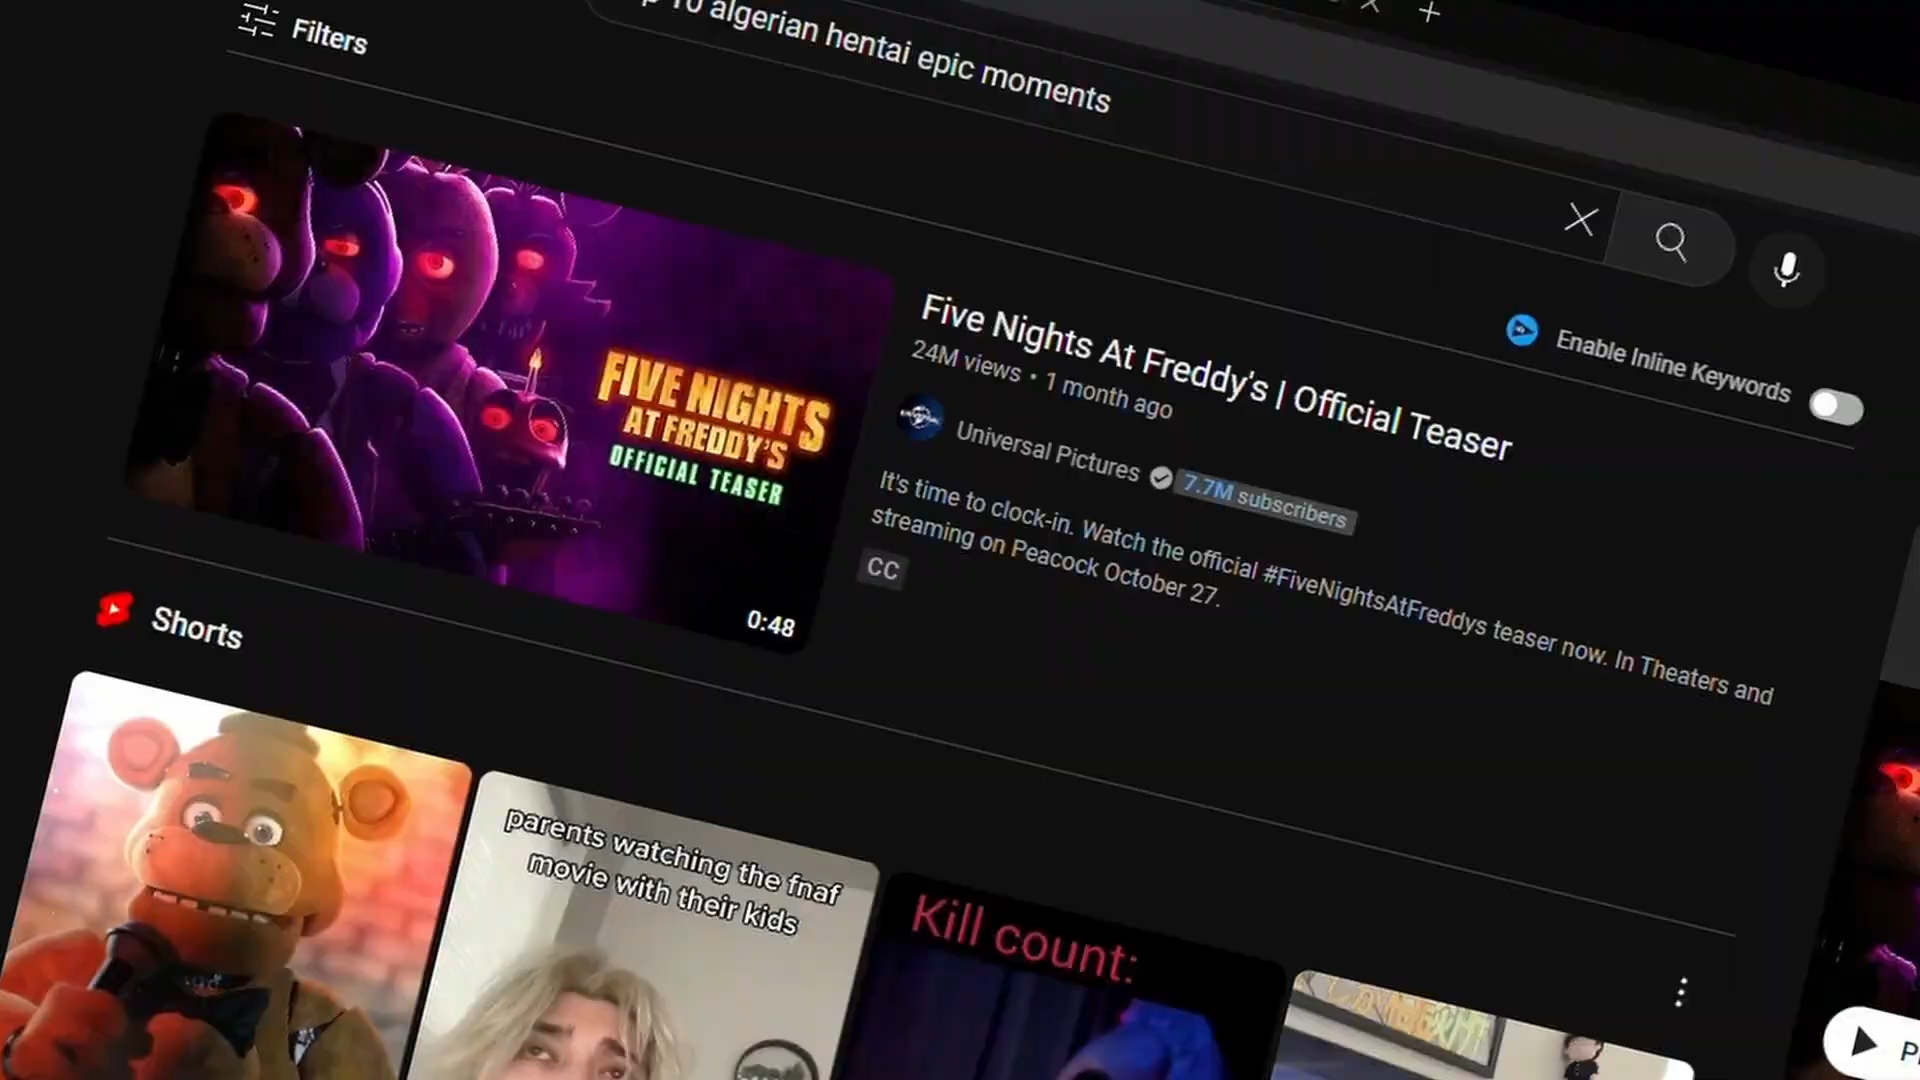 10 algerian hentai epic moments
Filters
Enable Inline Keywords
FIVE NIGHTS
AT FREDDY'S
OFFICIAL TEASER
0:48
Five Nights At Freddy's | Official Teaser
24M views • 1 month ago
Universal Pictures
7.7M subscribers
It's time to clock-in. Watch the official #FiveNightsAtFreddys teaser now. In Theaters and
streaming on Peacock October 27.
CC
Shorts
parents watching the fnaf
movie with their kids
Kill count: